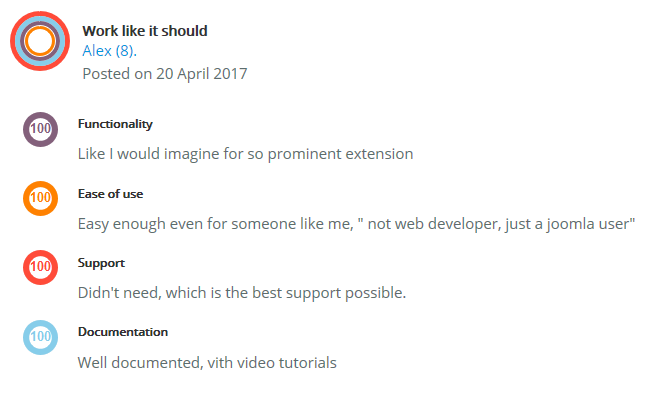 Work like it should
Alex (8).
Posted on 20 April 2017
100
Functionality
Like I would imagine for so prominent extension
100
Ease of use
Easy enough even for someone like me, " not web developer, just a joomla user"
100
Support
Didn't need, which is the best support possible.
100
Documentation
Well documented, vith video tutorials